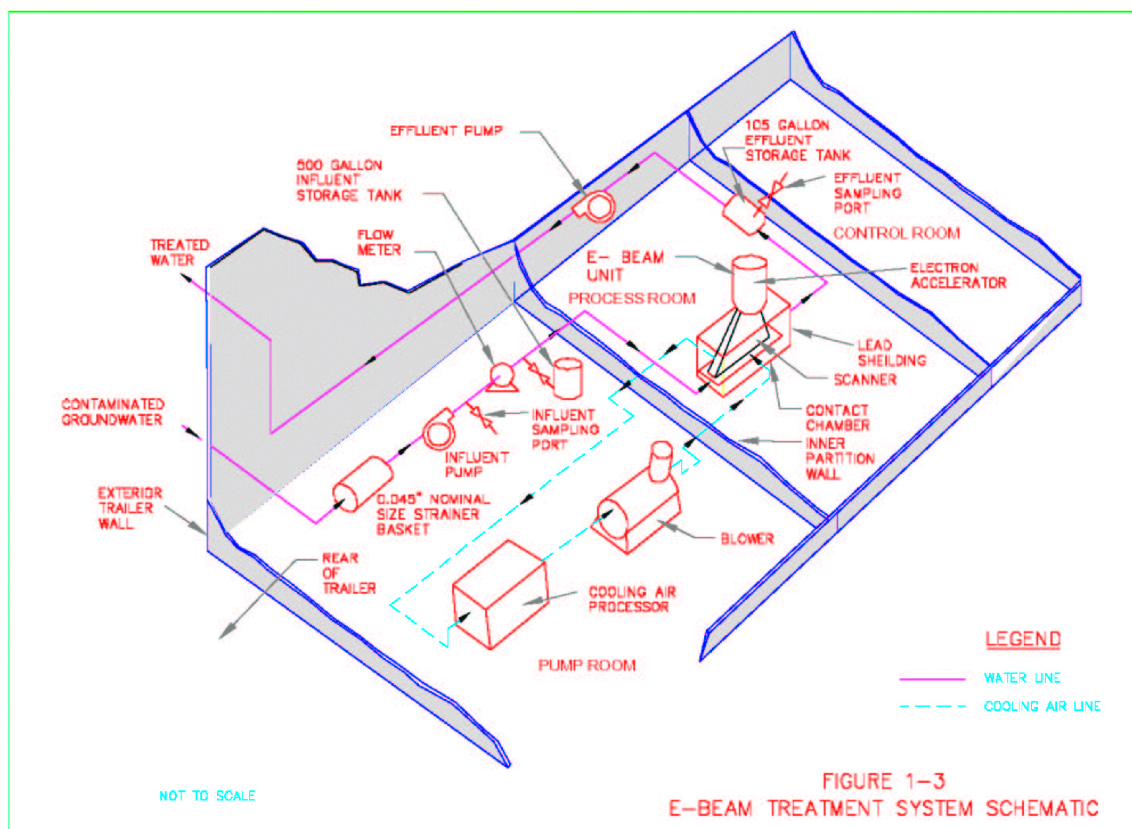 EFFLUENT PUMP
500 GALLON
INFLUENT
STORAGE TANK
FLOW
METER
TREATED
WATER
CONTAMINATED
GROUNDWATER
EXTERIOR
TRAILER
WALL
REAR
OF
TRAILER
0.045" NOMINAL
SIZE STRAINER
BASKET
INFLUENT
PUMP
INFLUENT
SAMPLING
PORT
E- BEAM
UNIT
PROCESS ROOM
105 GALLON
EFFLUENT
STORAGE TANK
EFFLUENT
SAMPLING
PORT
CONTROL ROOM
ELECTRON
ACCELERATOR
LEAD
SHEILDING
SCANNER
CONTACT
CHAMBER
INNER
PARTITION
WALL
BLOWER
COOLING AIR
PROCESSOR
PUMP ROOM
LEGEND
WATER LINE
COOLING AIR LINE
NOT TO SCALE
FIGURE 1-3
E-BEAM TREATMENT SYSTEM SCHEMATIC